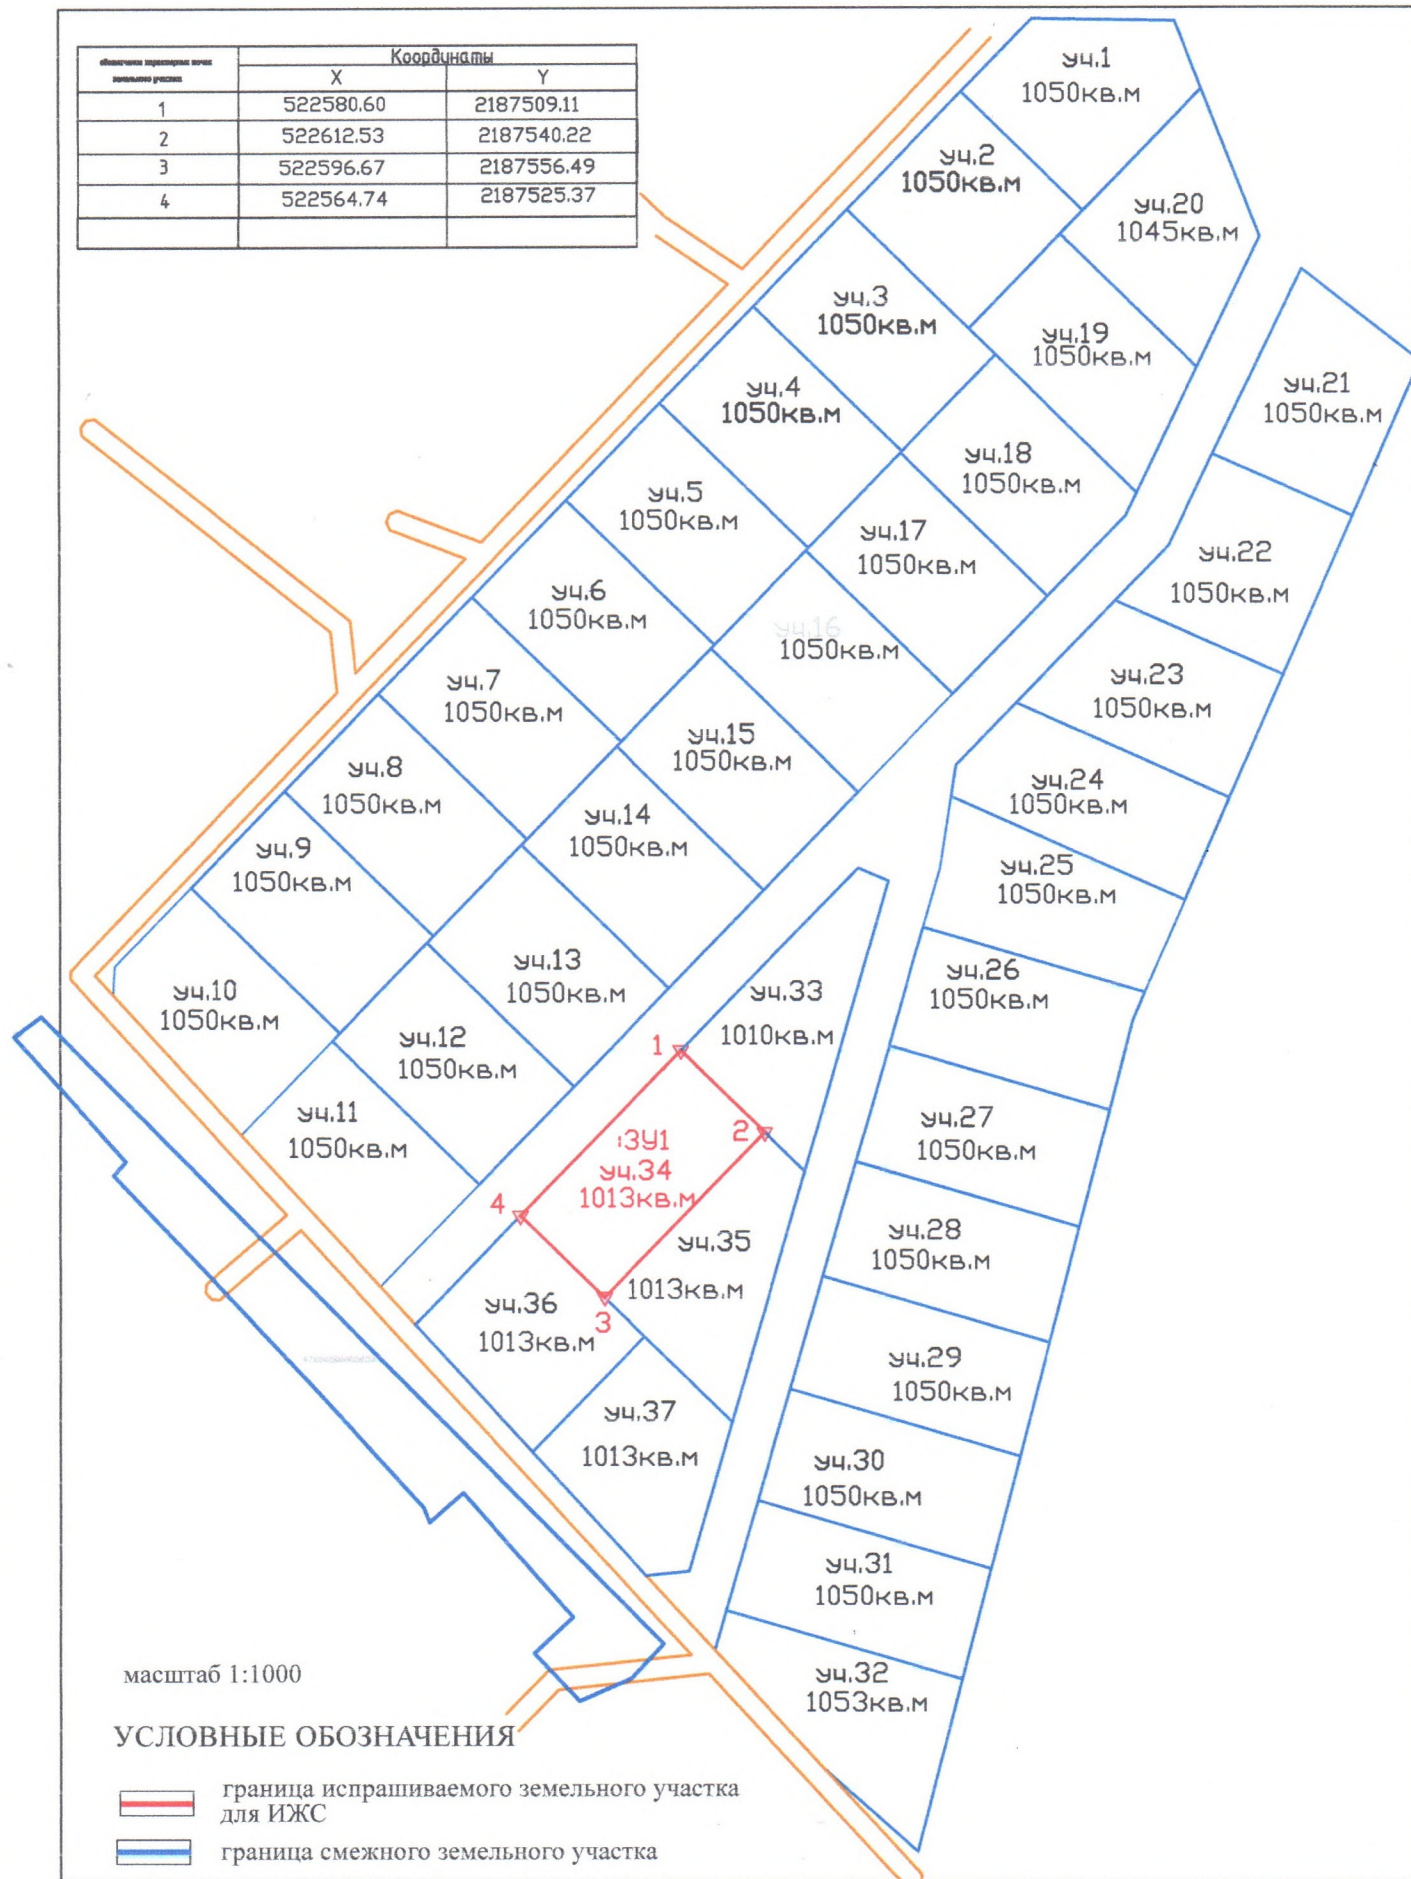 Координаты
X Y
1 522580.60 2187509.11
2 522612.53 2187540.22
3 522596.67 2187556.49
4 522564.74 2187525.37
уч.1
1050кв.м
уч.2
1050кв.м
уч.20
1045кв.м
уч.3
1050кв.м
уч.19
1050кв.м
уч.4
1050кв.м
уч.21
1050кв.м
уч.18
1050кв.м
уч.5
1050кв.м
уч.17
1050кв.м
уч.22
1050кв.м
уч.6
1050кв.м
уч.16
1050кв.м
уч.23
1050кв.м
уч.7
1050кв.м
уч.15
1050кв.м
уч.8
1050кв.м
уч.24
1050кв.м
уч.14
1050кв.м
уч.9
1050кв.м
уч.25
1050кв.м
уч.13
1050кв.м
уч.26
1050кв.м
уч.10
1050кв.м
уч.33
1010кв.м
уч.12
1050кв.м
1
уч.11
1050кв.м
уч.27
1050кв.м
2
:ЗУ1
уч.34
1013кв.м
4
уч.28
1050кв.м
уч.35
1013кв.м
уч.36
1013кв.м
3
уч.29
1050кв.м
уч.37
1013кв.м
уч.30
1050кв.м
уч.31
1050кв.м
уч.32
1053кв.м
масштаб 1:1000
УСЛОВНЫЕ ОБОЗНАЧЕНИЯ
граница испрашиваемого земельного участка
для ИЖС
граница смежного земельного участка